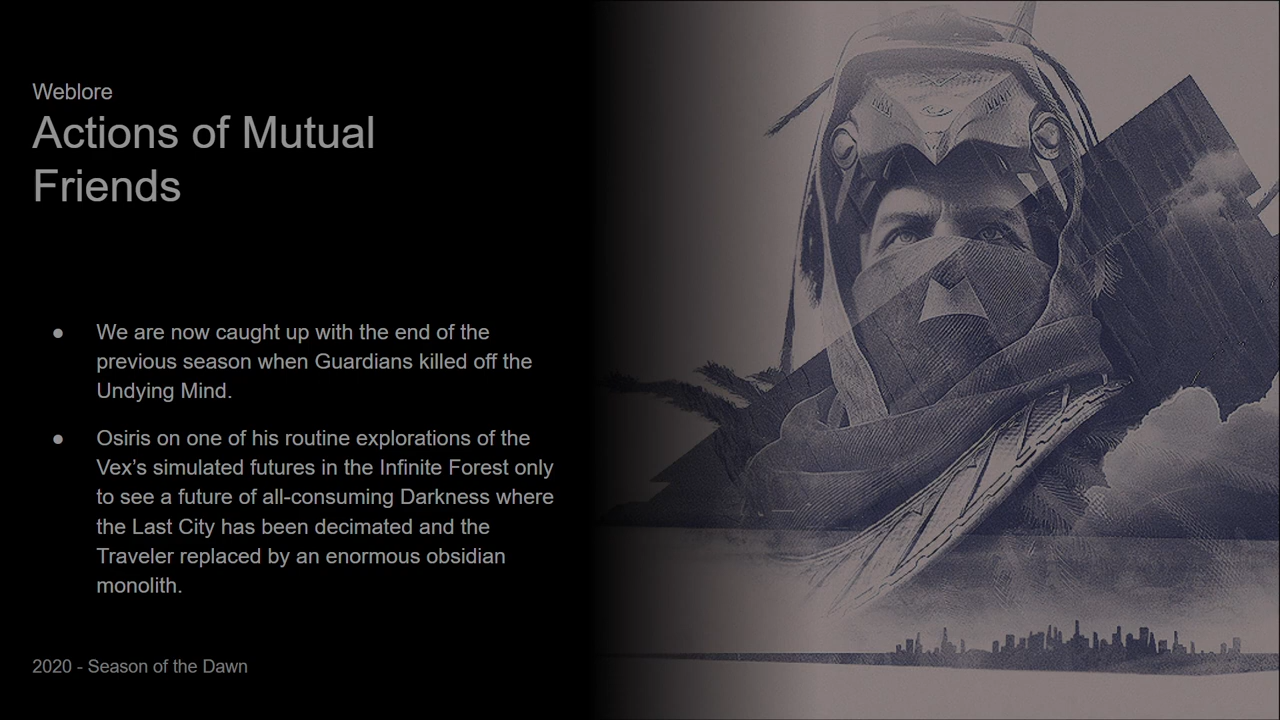 Weblore
Actions of Mutual
Friends
● We are now caught up with the end of the
previous season when Guardians killed off the
Undying Mind.
● Osiris on one of his routine explorations of the
Vex’s simulated futures in the Infinite Forest only
to see a future of all-consuming Darkness where
the Last City has been decimated and the
Traveler replaced by an enormous obsidian
monolith.
2020 - Season of the Dawn